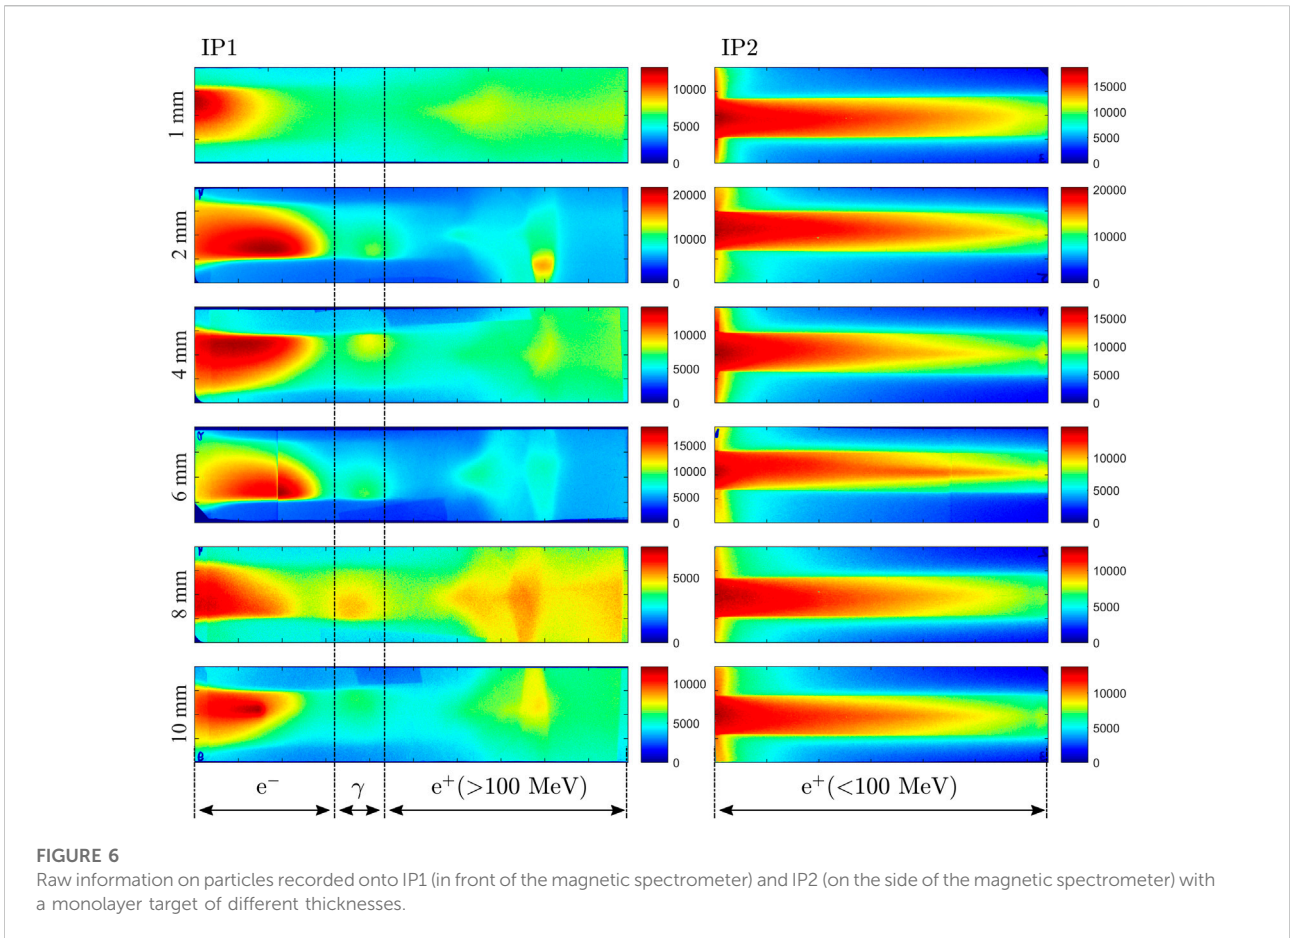 IP1
IP2
1 mm
10000
5000
0
15000
10000
5000
0
2 mm
20000
10000
0
20000
15000
10000
5000
0
4 mm
10000
5000
0
15000
10000
5000
0
6 mm
15000
10000
5000
0
10000
5000
0
8 mm
5000
0
10000
5000
0
10 mm
10000
5000
0
10000
5000
0
e⁻
γ
e⁺(>100 MeV)
e⁺(<100 MeV)
FIGURE 6
Raw information on particles recorded onto IP1 (in front of the magnetic spectrometer) and IP2 (on the side of the magnetic spectrometer) with
a monolayer target of different thicknesses.